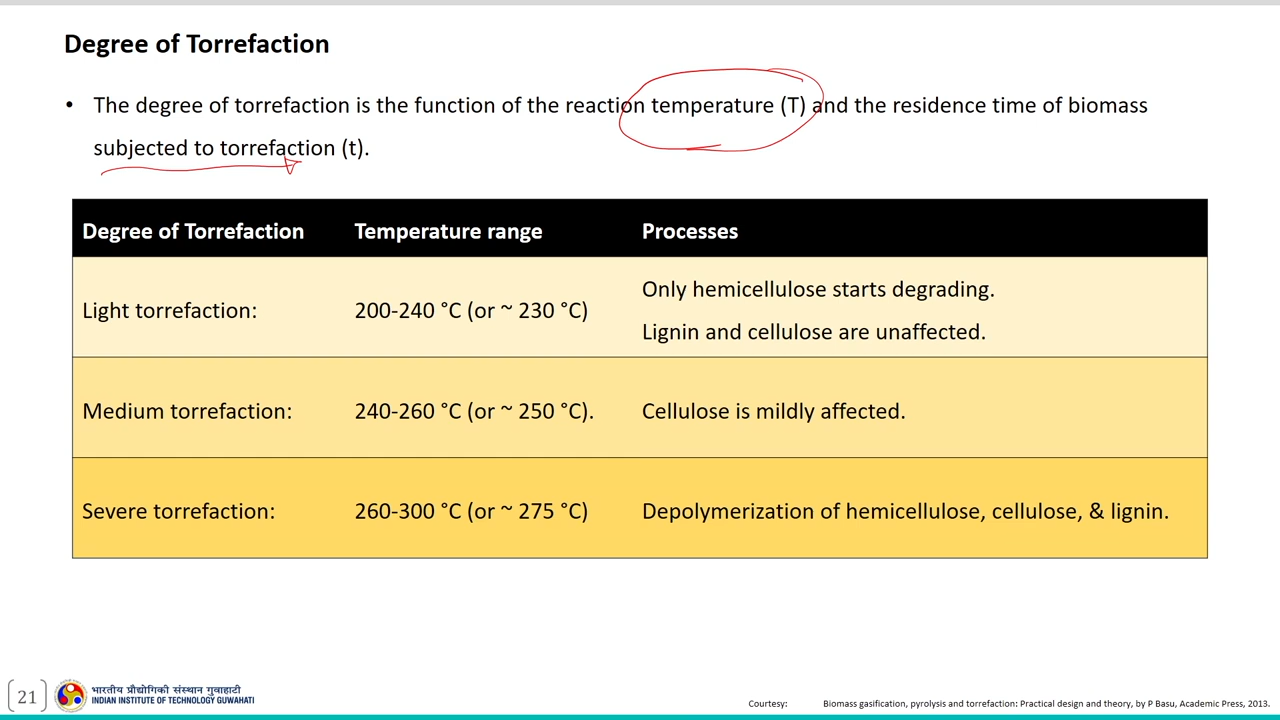 Degree of Torrefaction
• The degree of torrefaction is the function of the reaction temperature (T) and the residence time of biomass
subjected to torrefaction (t).
Degree of Torrefaction Temperature range Processes
Light torrefaction: 200-240 °C (or ~ 230 °C) Only hemicellulose starts degrading.
Lignin and cellulose are unaffected.
Medium torrefaction: 240-260 °C (or ~ 250 °C). Cellulose is mildly affected.
Severe torrefaction: 260-300 °C (or ~ 275 °C) Depolymerization of hemicellulose, cellulose, & lignin.
21
भारतीय प्रौद्योगिकी संस्थान गुवाहाटी
INDIAN INSTITUTE OF TECHNOLOGY GUWAHATI
Courtesy: Biomass gasification, pyrolysis and torrefaction: Practical design and theory, by P Basu, Academic Press, 2013.